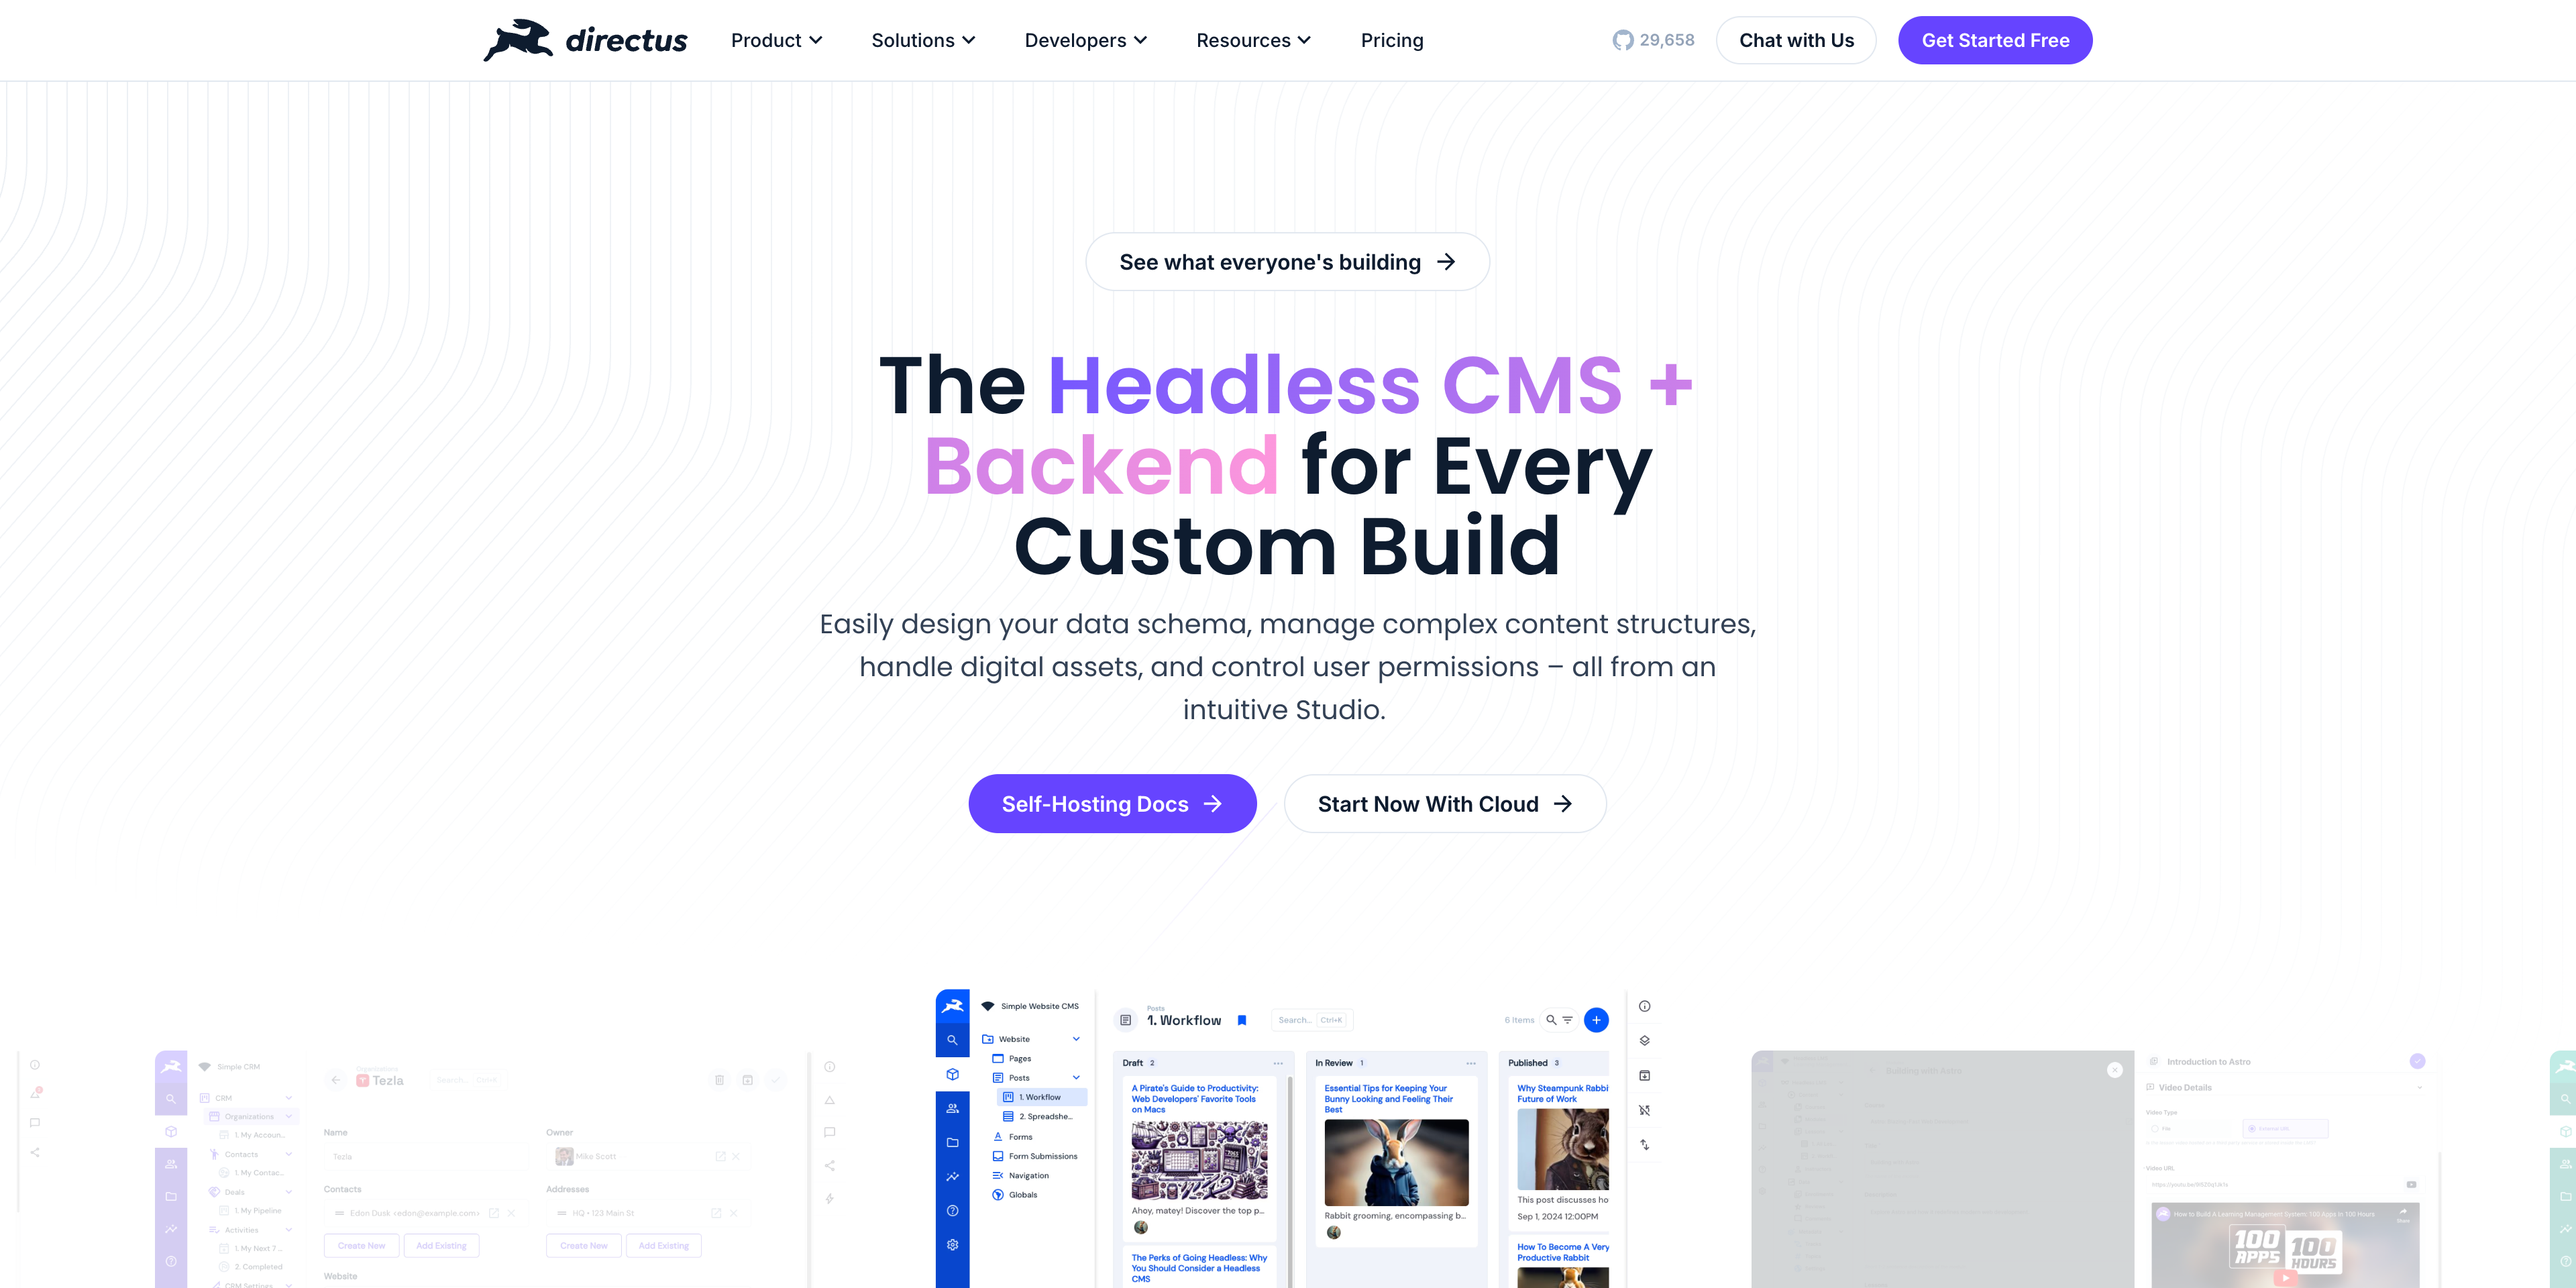 directus
Product
Solutions
Developers
Resources
Pricing
29,658
Chat with Us
Get Started Free
See what everyone's building
The Headless CMS +
Backend for Every
Custom Build
Easily design your data schema, manage complex content structures,
handle digital assets, and control user permissions – all from an
intuitive Studio.
Self-Hosting Docs
Start Now With Cloud
Simple CRM
CRM
Organizations
1. My Accoun...
Contacts
1. My Contac...
Deals
1. My Pipeline
Activities
1. My Next 7 ...
2. Completed
CRM Settings
Organizations
Tezla
Search...
Name
Tezla
Owner
Mike Scott
Contacts
Edon Dusk <edon@example.com>
Create New
Add Existing
Addresses
HQ • 123 Main St
Create New
Add Existing
Website
Simple Website CMS
Website
Pages
Posts
1. Workflow
2. Spreadshe...
Forms
Form Submissions
Navigation
Globals
Posts
1. Workflow
Search...
Ctrl+K
6 Items
Draft 2
A Pirate's Guide to Productivity:
Web Developers' Favorite Tools
on Macs
Ahoy, matey! Discover the top p...
The Perks of Going Headless: Why
You Should Consider a Headless
CMS
In Review 1
Essential Tips for Keeping Your
Bunny Looking and Feeling Their
Best
Rabbit grooming, encompassing b...
Published 3
Why Steampunk Rabbi
Future of Work
This post discusses ho
Sep 1, 2024 12:00PM
How To Become A Very
Productive Rabbit
Introduction to Astro
Video Details
Video Type
File
External URL
Video URL
How to Build A Learning Management System: 100 Apps In 100 Hours
Share
100 APPS
100 HOURS